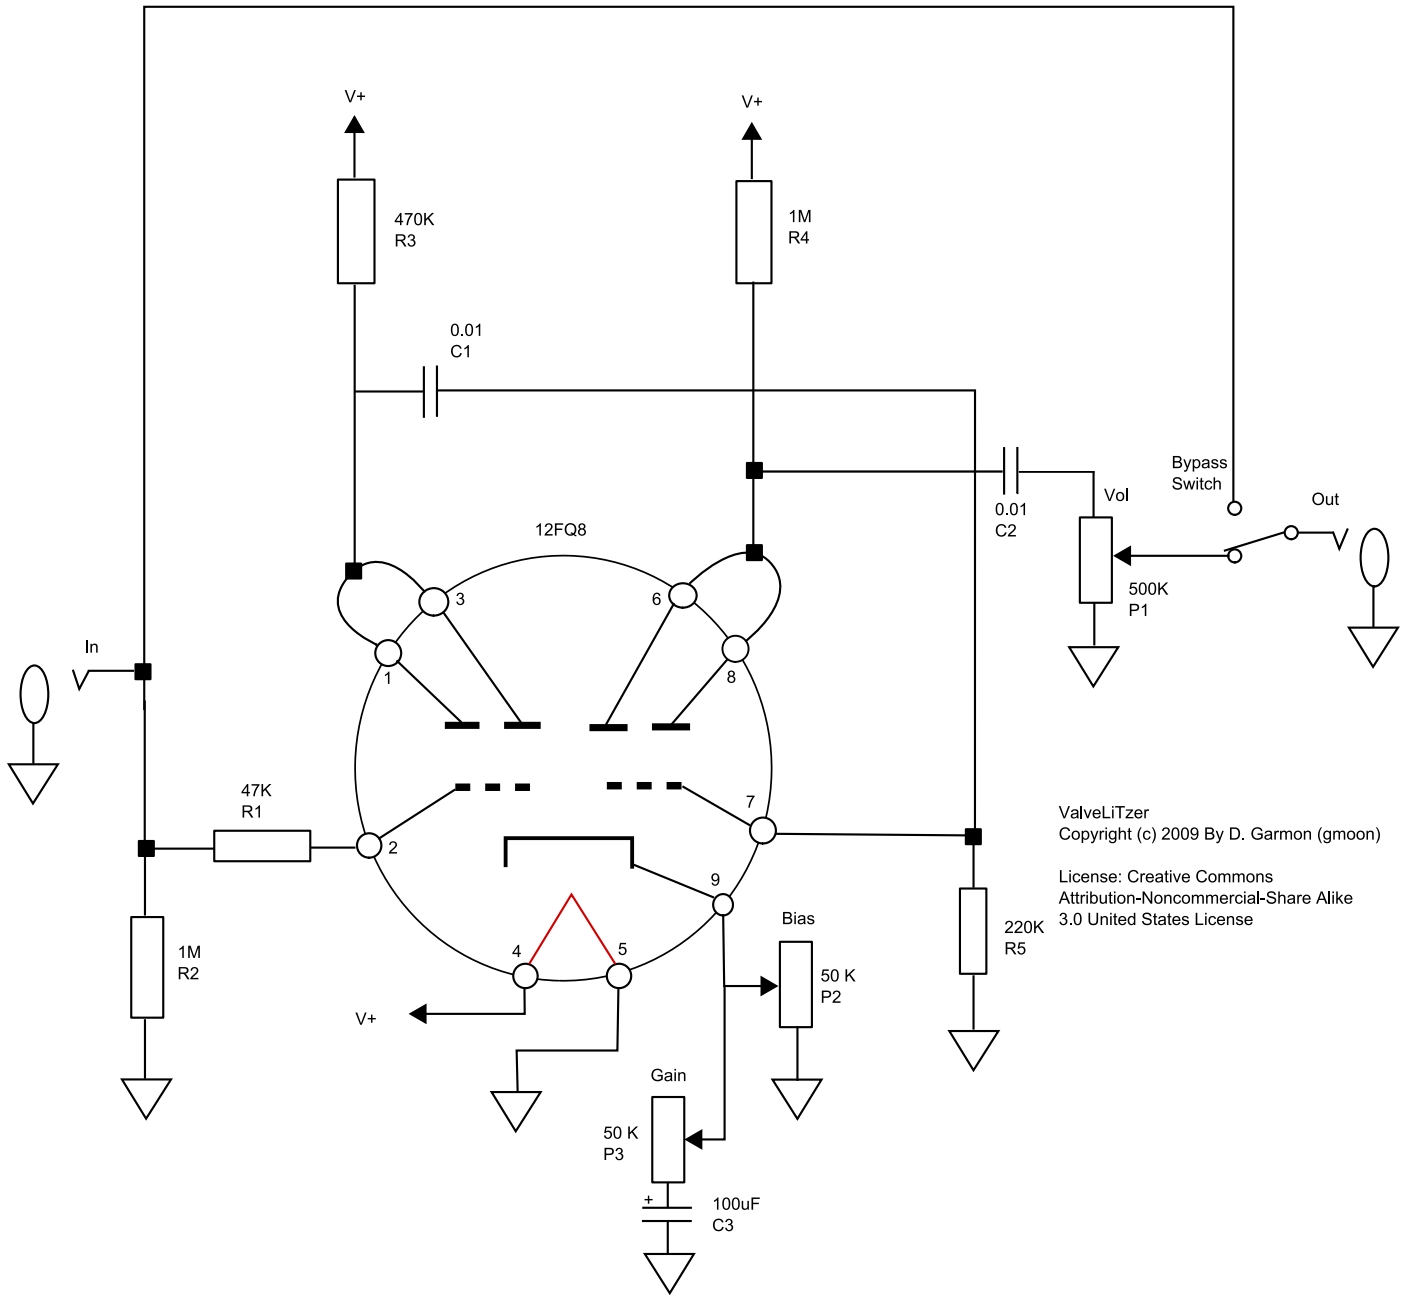 V+
V+
470K
R3
1M
R4
0.01
C1
Bypass
Switch
Vol
Out
0.01
C2
12FQ8
500K
P1
3
6
1
8
In
47K
R1
7
2
ValveLiTzer
Copyright (c) 2009 By D. Garmon (gmoon)
License: Creative Commons
Attribution-Noncommercial-Share Alike
3.0 United States License
9
Bias
220K
R5
1M
R2
4
5
50 K
P2
V+
Gain
50 K
P3
+
100uF
C3